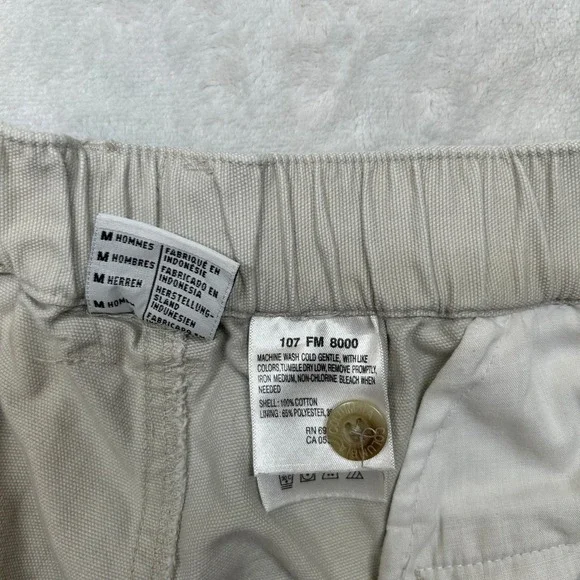 M HOMMES
M HOMBRES
M HERREN
M
FABRIQUÉ EN
INDONÉSIE
FABRICADO EN
INDONESIA
HERSTELLUNG-
SLAND
INDONESIEN
FABRICADO
107 FM 8000
MACHINE WASH COLD GENTLE, WITH LIKE
COLORS, TUMBLE DRY LOW, REMOVE PROMPTLY,
IRON MEDIUM, NON-CHLORINE BLEACH WHEN
NEEDED
SHELL: 100% COTTON
LINING: 65% POLYESTER,
RN
CA